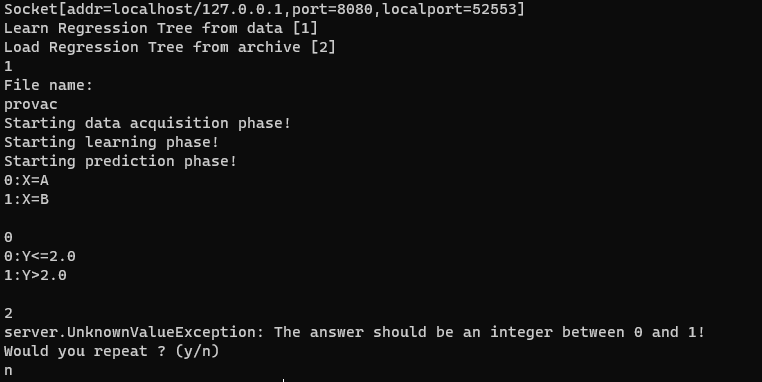 Socket[addr=localhost/127.0.0.1,port=8080,localport=52553]
Learn Regression Tree from data [1]
Load Regression Tree from archive [2]
1
File name:
provac
Starting data acquisition phase!
Starting learning phase!
Starting prediction phase!
0:X=A
1:X=B
0
0:Y<=2.0
1:Y>2.0
2
server.UnknownValueException: The answer should be an integer between 0 and 1!
Would you repeat ? (y/n)
n